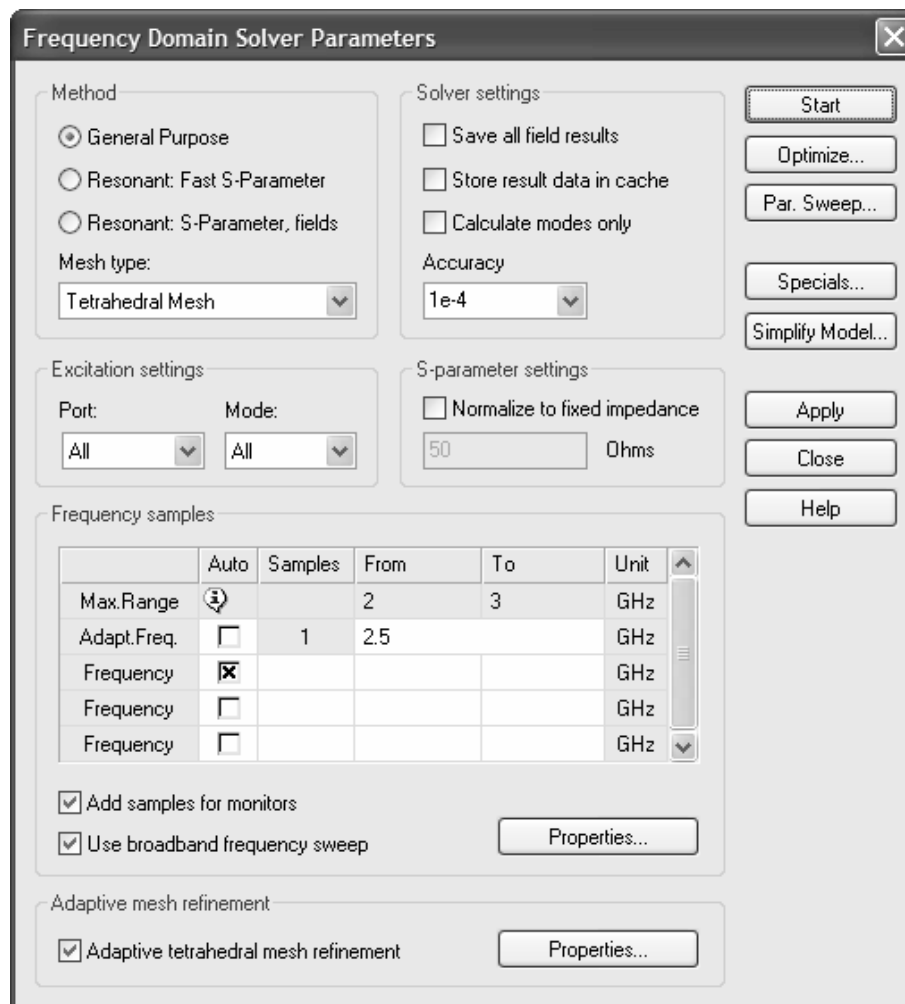 Frequency Domain Solver Parameters
Method
General Purpose
Resonant: Fast S-Parameter
Resonant: S-Parameter, fields
Mesh type:
Tetrahedral Mesh
Solver settings
Save all field results
Store result data in cache
Calculate modes only
Accuracy
1e-4
Start
Optimize...
Par. Sweep...
Specials...
Simplify Model...
Apply
Close
Help
Excitation settings
Port: Mode:
All All
S-parameter settings
Normalize to fixed impedance
50 Ohms
Frequency samples
Auto Samples From To Unit
Max.Range 2 3 GHz
Adapt.Freq. 1 2.5 GHz
Frequency GHz
Frequency GHz
Frequency GHz
Add samples for monitors
Use broadband frequency sweep
Properties...
Adaptive mesh refinement
Adaptive tetrahedral mesh refinement
Properties...